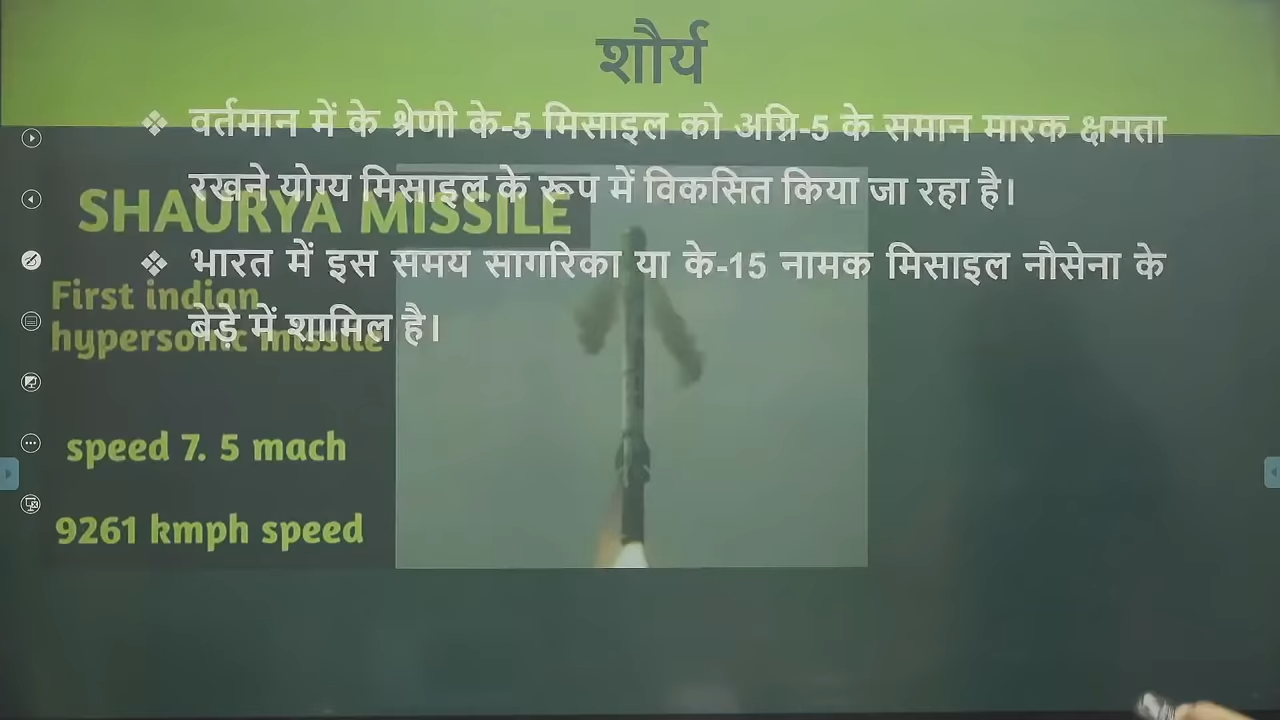 शौर्य
❖ वर्तमान में के श्रेणी के-5 मिसाइल को अग्नि-5 के समान मारक क्षमता
रखने योग्य मिसाइल के रूप में विकसित किया जा रहा है।
SHAURYA MISSILE
❖ भारत में इस समय सागरिका या के-15 नामक मिसाइल नौसेना के
बेड़े में शामिल है।
First indian
hypersonic missile
speed 7. 5 mach
9261 kmph speed